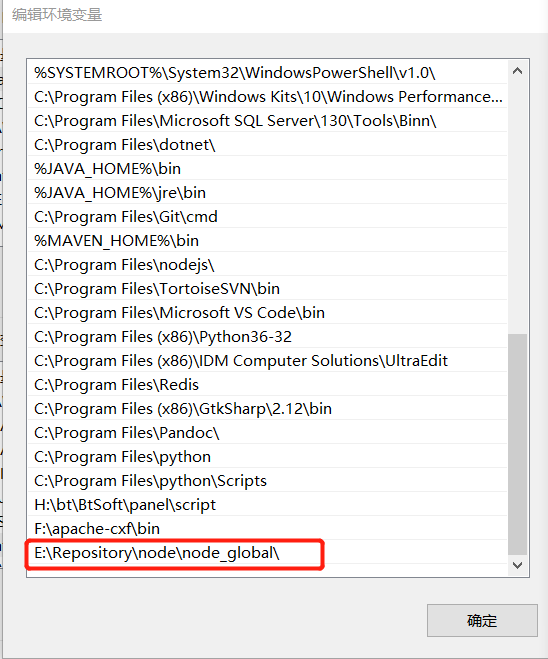 编辑环境变量
%SYSTEMROOT%\System32\WindowsPowerShell\v1.0\
C:\Program Files (x86)\Windows Kits\10\Windows Performance...
C:\Program Files\Microsoft SQL Server\130\Tools\Binn\
C:\Program Files\dotnet\
%JAVA_HOME%\bin
%JAVA_HOME%\jre\bin
C:\Program Files\Git\cmd
%MAVEN_HOME%\bin
C:\Program Files\nodejs\
C:\Program Files\TortoiseSVN\bin
C:\Program Files\Microsoft VS Code\bin
C:\Program Files (x86)\Python36-32
C:\Program Files (x86)\IDM Computer Solutions\UltraEdit
C:\Program Files\Redis
C:\Program Files (x86)\GtkSharp\2.12\bin
C:\Program Files\Pandoc\
C:\Program Files\python
C:\Program Files\python\Scripts
H:\bt\BtSoft\panel\script
F:\apache-cxf\bin
E:\Repository\node\node_global\
确定